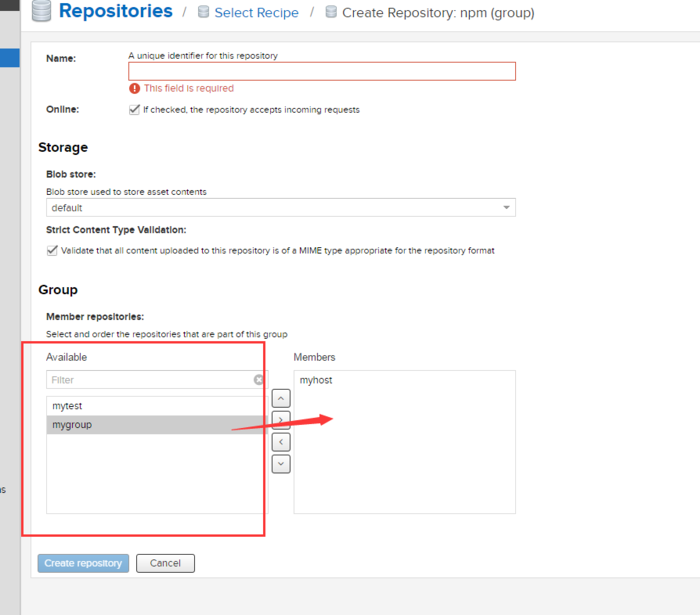 Repositories / Select Recipe / Create Repository: npm (group)
Name: A unique identifier for this repository
This field is required
Online: If checked, the repository accepts incoming requests
Storage
Blob store:
Blob store used to store asset contents
default
Strict Content Type Validation:
Validate that all content uploaded to this repository is of a MIME type appropriate for the repository format
Group
Member repositories:
Select and order the repositories that are part of this group
Available Members
Filter myhost
mytest
mygroup
Create repository Cancel